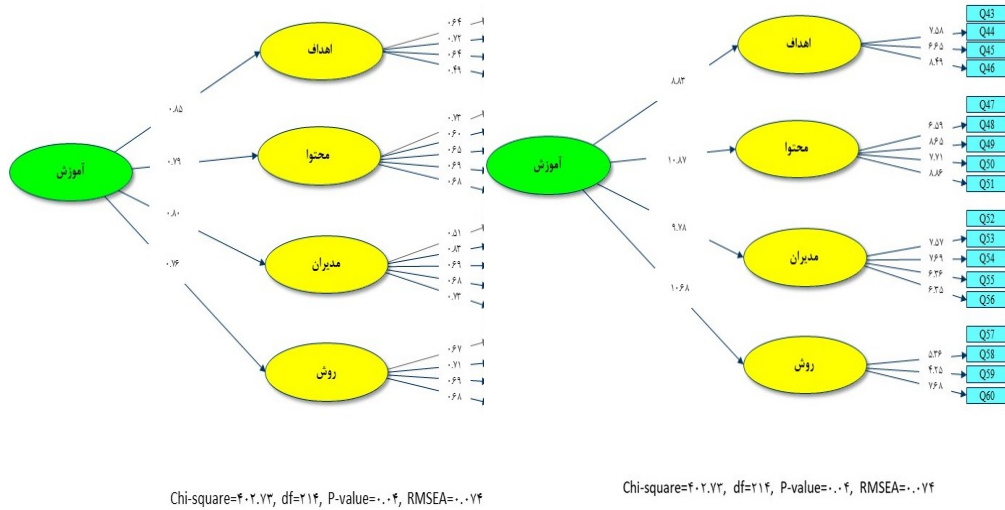 اهداف
محتوا
آموزش
مدیران
روش
۰.۸۵
۰.۷۹
۰.۸۰
۰.۷۶
۰.۶۴
۰.۷۲
۰.۶۴
۰.۴۹
۰.۷۳
۰.۶۰
۰.۶۵
۰.۶۹
۰.۶۸
۰.۵۱
۰.۸۳
۰.۶۹
۰.۶۸
۰.۷۳
۰.۶۷
۰.۷۱
۰.۶۹
۰.۶۸
Chi-square=۴۰۲.۷۳, df=۲۱۴, P-value=۰.۰۴, RMSEA=۰.۰۷۴
اهداف
محتوا
آموزش
مدیران
روش
۸.۸۳
۱۰.۸۷
۹.۷۸
۱۰.۶۸
۷.۵۸
۶.۶۵
۸.۴۹
۶.۵۹
۸.۶۵
۷.۷۱
۸.۸۶
۷.۵۷
۷.۶۹
۶.۳۶
۶.۳۵
۵.۳۶
۴.۲۵
۷.۶۸
Q43
Q44
Q45
Q46
Q47
Q48
Q49
Q50
Q51
Q52
Q53
Q54
Q55
Q56
Q57
Q58
Q59
Q60
Chi-square=۴۰۲.۷۳, df=۲۱۴, P-value=۰.۰۴, RMSEA=۰.۰۷۴